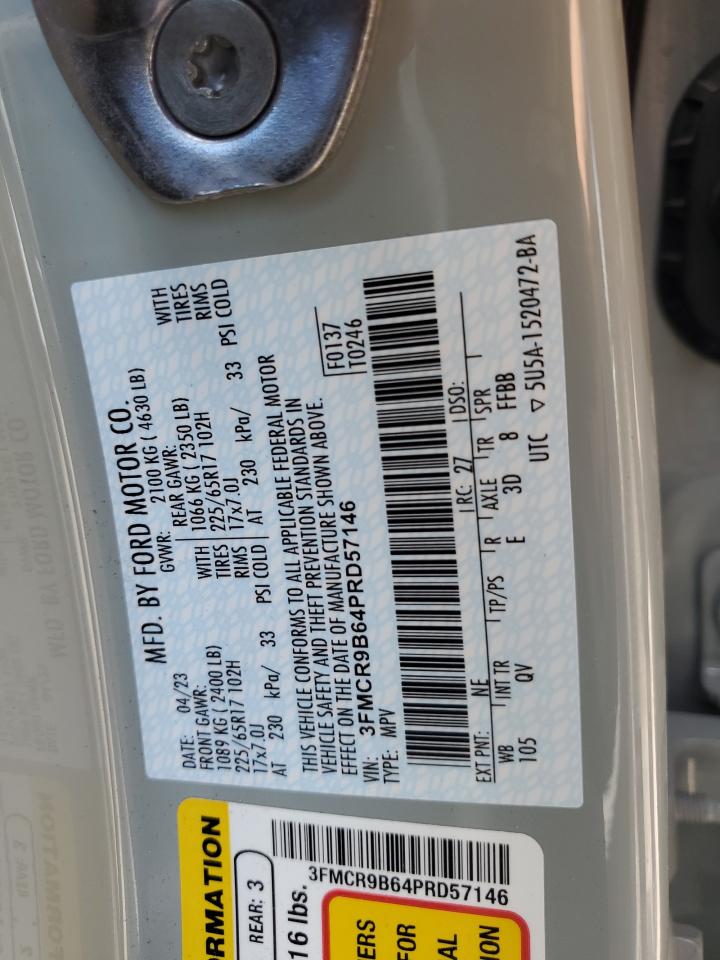 MFD. BY FORD MOTOR CO.
DATE: 04/23 GVWR: 2100 KG ( 4630 LB)
FRONT GAWR: REAR GAWR:
1089 KG ( 2400 LB) WITH 1066 KG ( 2350 LB) WITH
225/65R17 102H TIRES 225/65R17 102H TIRES
17x7.0J RIMS 17x7.0J RIMS
AT 230 kPa/ 33 PSI COLD AT 230 kPa/ 33 PSI COLD
THIS VEHICLE CONFORMS TO ALL APPLICABLE FEDERAL MOTOR
VEHICLE SAFETY AND THEFT PREVENTION STANDARDS IN
EFFECT ON THE DATE OF MANUFACTURE SHOWN ABOVE.
VIN: 3FMCR9B64PRD57146 F0137
TYPE: MPV T0246
EXT PNT: NE RC: 27 DSO:
WB INT TR TP/PS R AXLE TR SPR
105 QV E 3D 8 FFBB
UTC ▽ 5U5A-1520472-BA
ORMATION
REAR: 3
16 lbs.
3FMCR9B64PRD57146
ERS
FOR
AL
ION